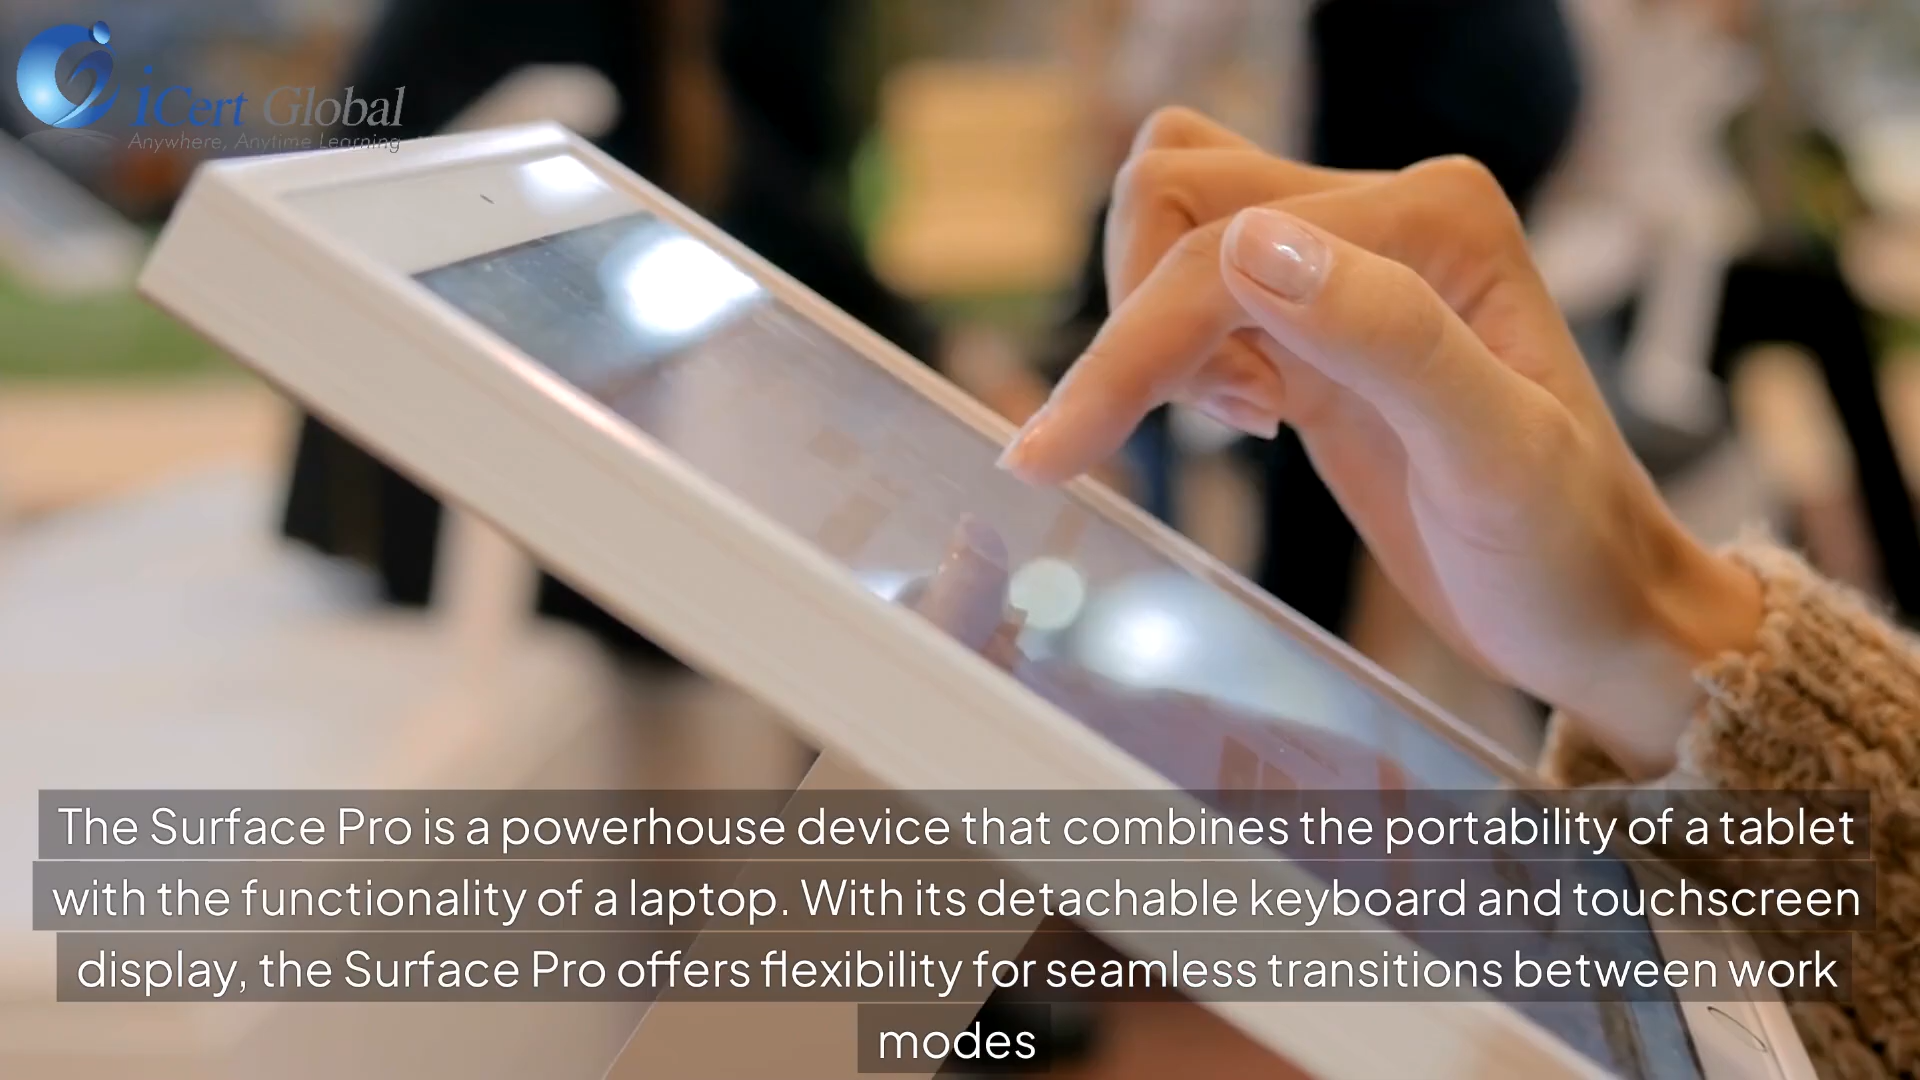 iCert Global
Anywhere, Anytime Learning
The Surface Pro is a powerhouse device that combines the portability of a tablet
with the functionality of a laptop. With its detachable keyboard and touchscreen
display, the Surface Pro offers flexibility for seamless transitions between work
modes